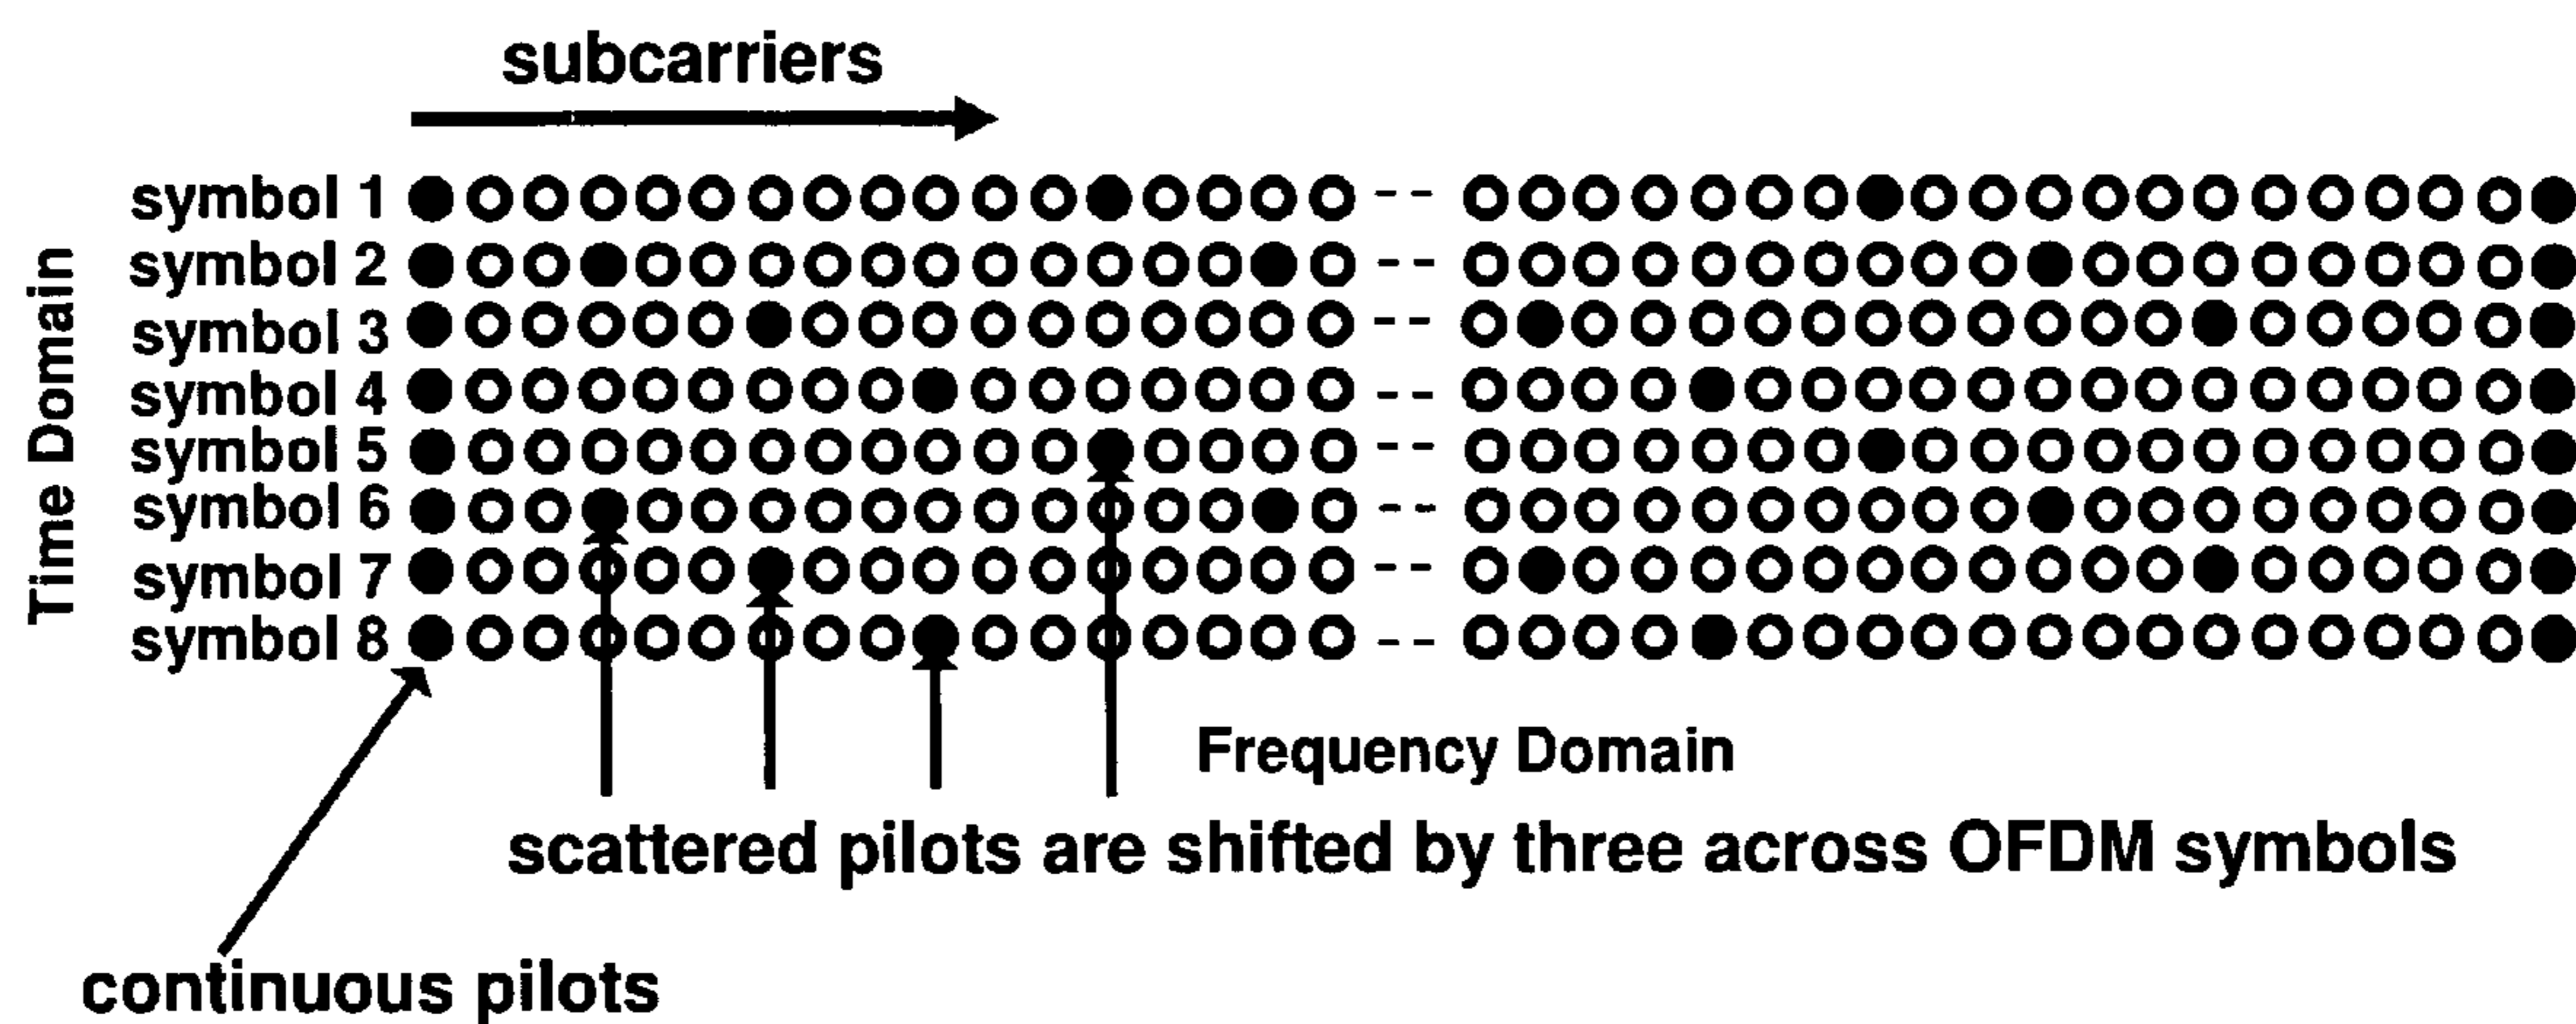 subcarriers
Time Domain
symbol 1
symbol 2
symbol 3
symbol 4
symbol 5
symbol 6
symbol 7
symbol 8
Frequency Domain
scattered pilots are shifted by three across OFDM symbols
continuous pilots